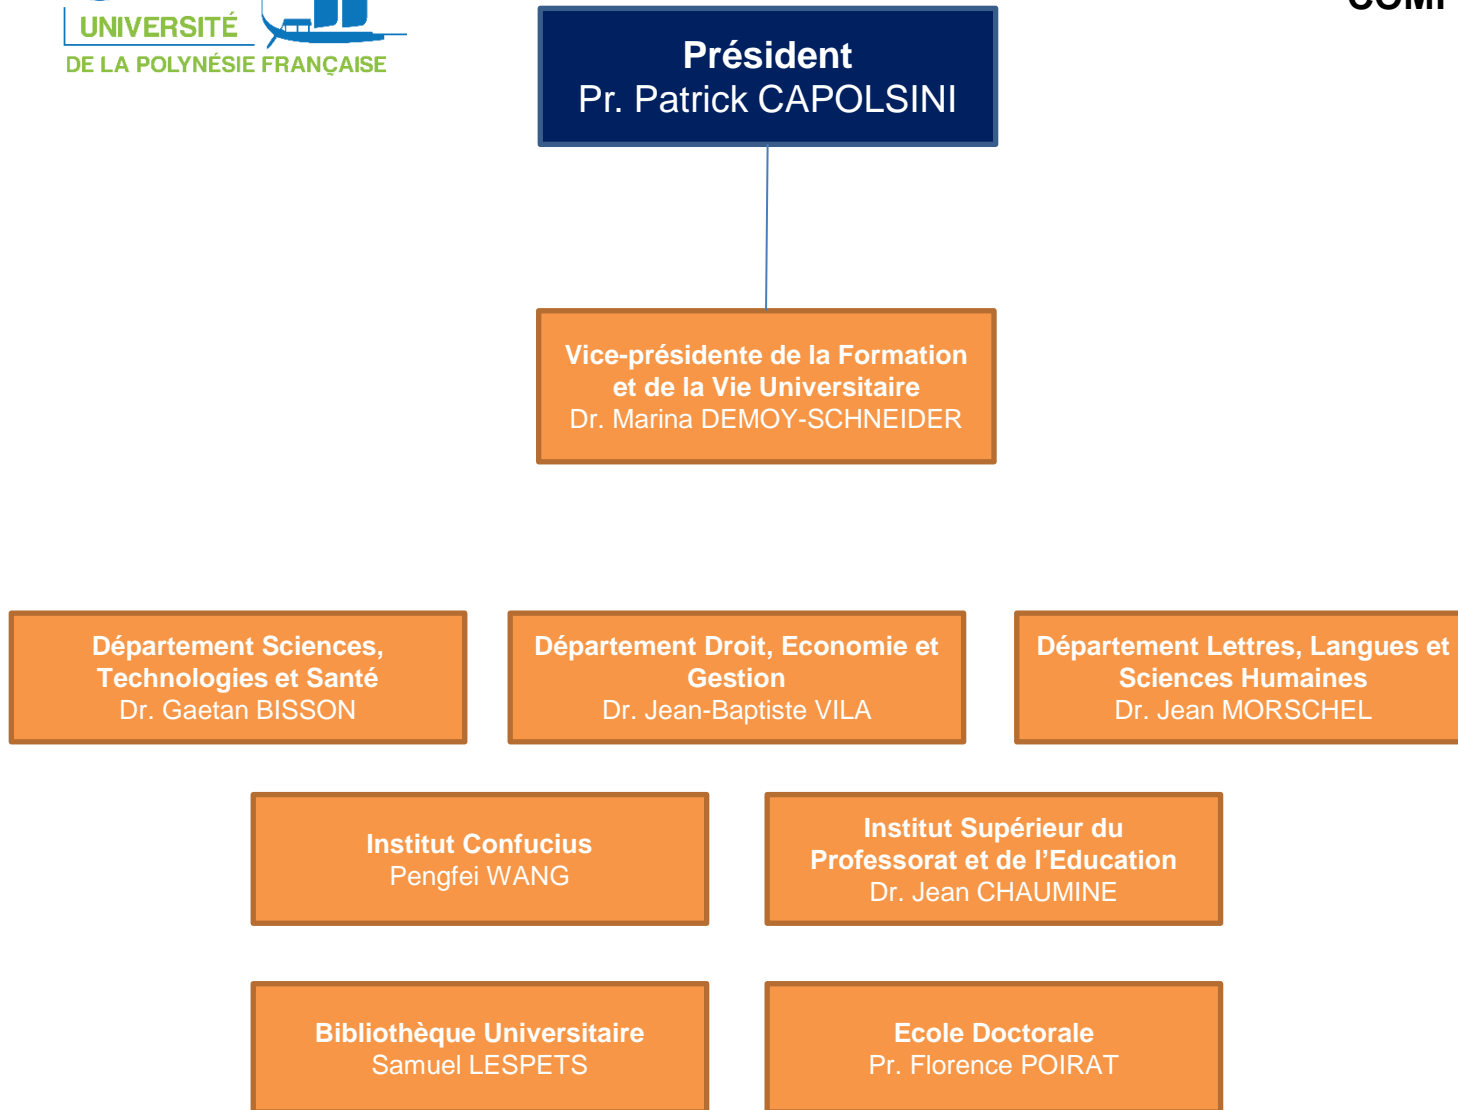 UNIVERSITÉ
DE LA POLYNÉSIE FRANÇAISE
Président
Pr. Patrick CAPOLSINI
Vice-présidente de la Formation
et de la Vie Universitaire
Dr. Marina DEMOY-SCHNEIDER
Département Sciences,
Technologies et Santé
Dr. Gaetan BISSON
Département Droit, Economie et
Gestion
Dr. Jean-Baptiste VILA
Département Lettres, Langues et
Sciences Humaines
Dr. Jean MORSCHEL
Institut Confucius
Pengfei WANG
Institut Supérieur du
Professorat et de l’Education
Dr. Jean CHAUMINE
Bibliothèque Universitaire
Samuel LESPETS
Ecole Doctorale
Pr. Florence POIRAT